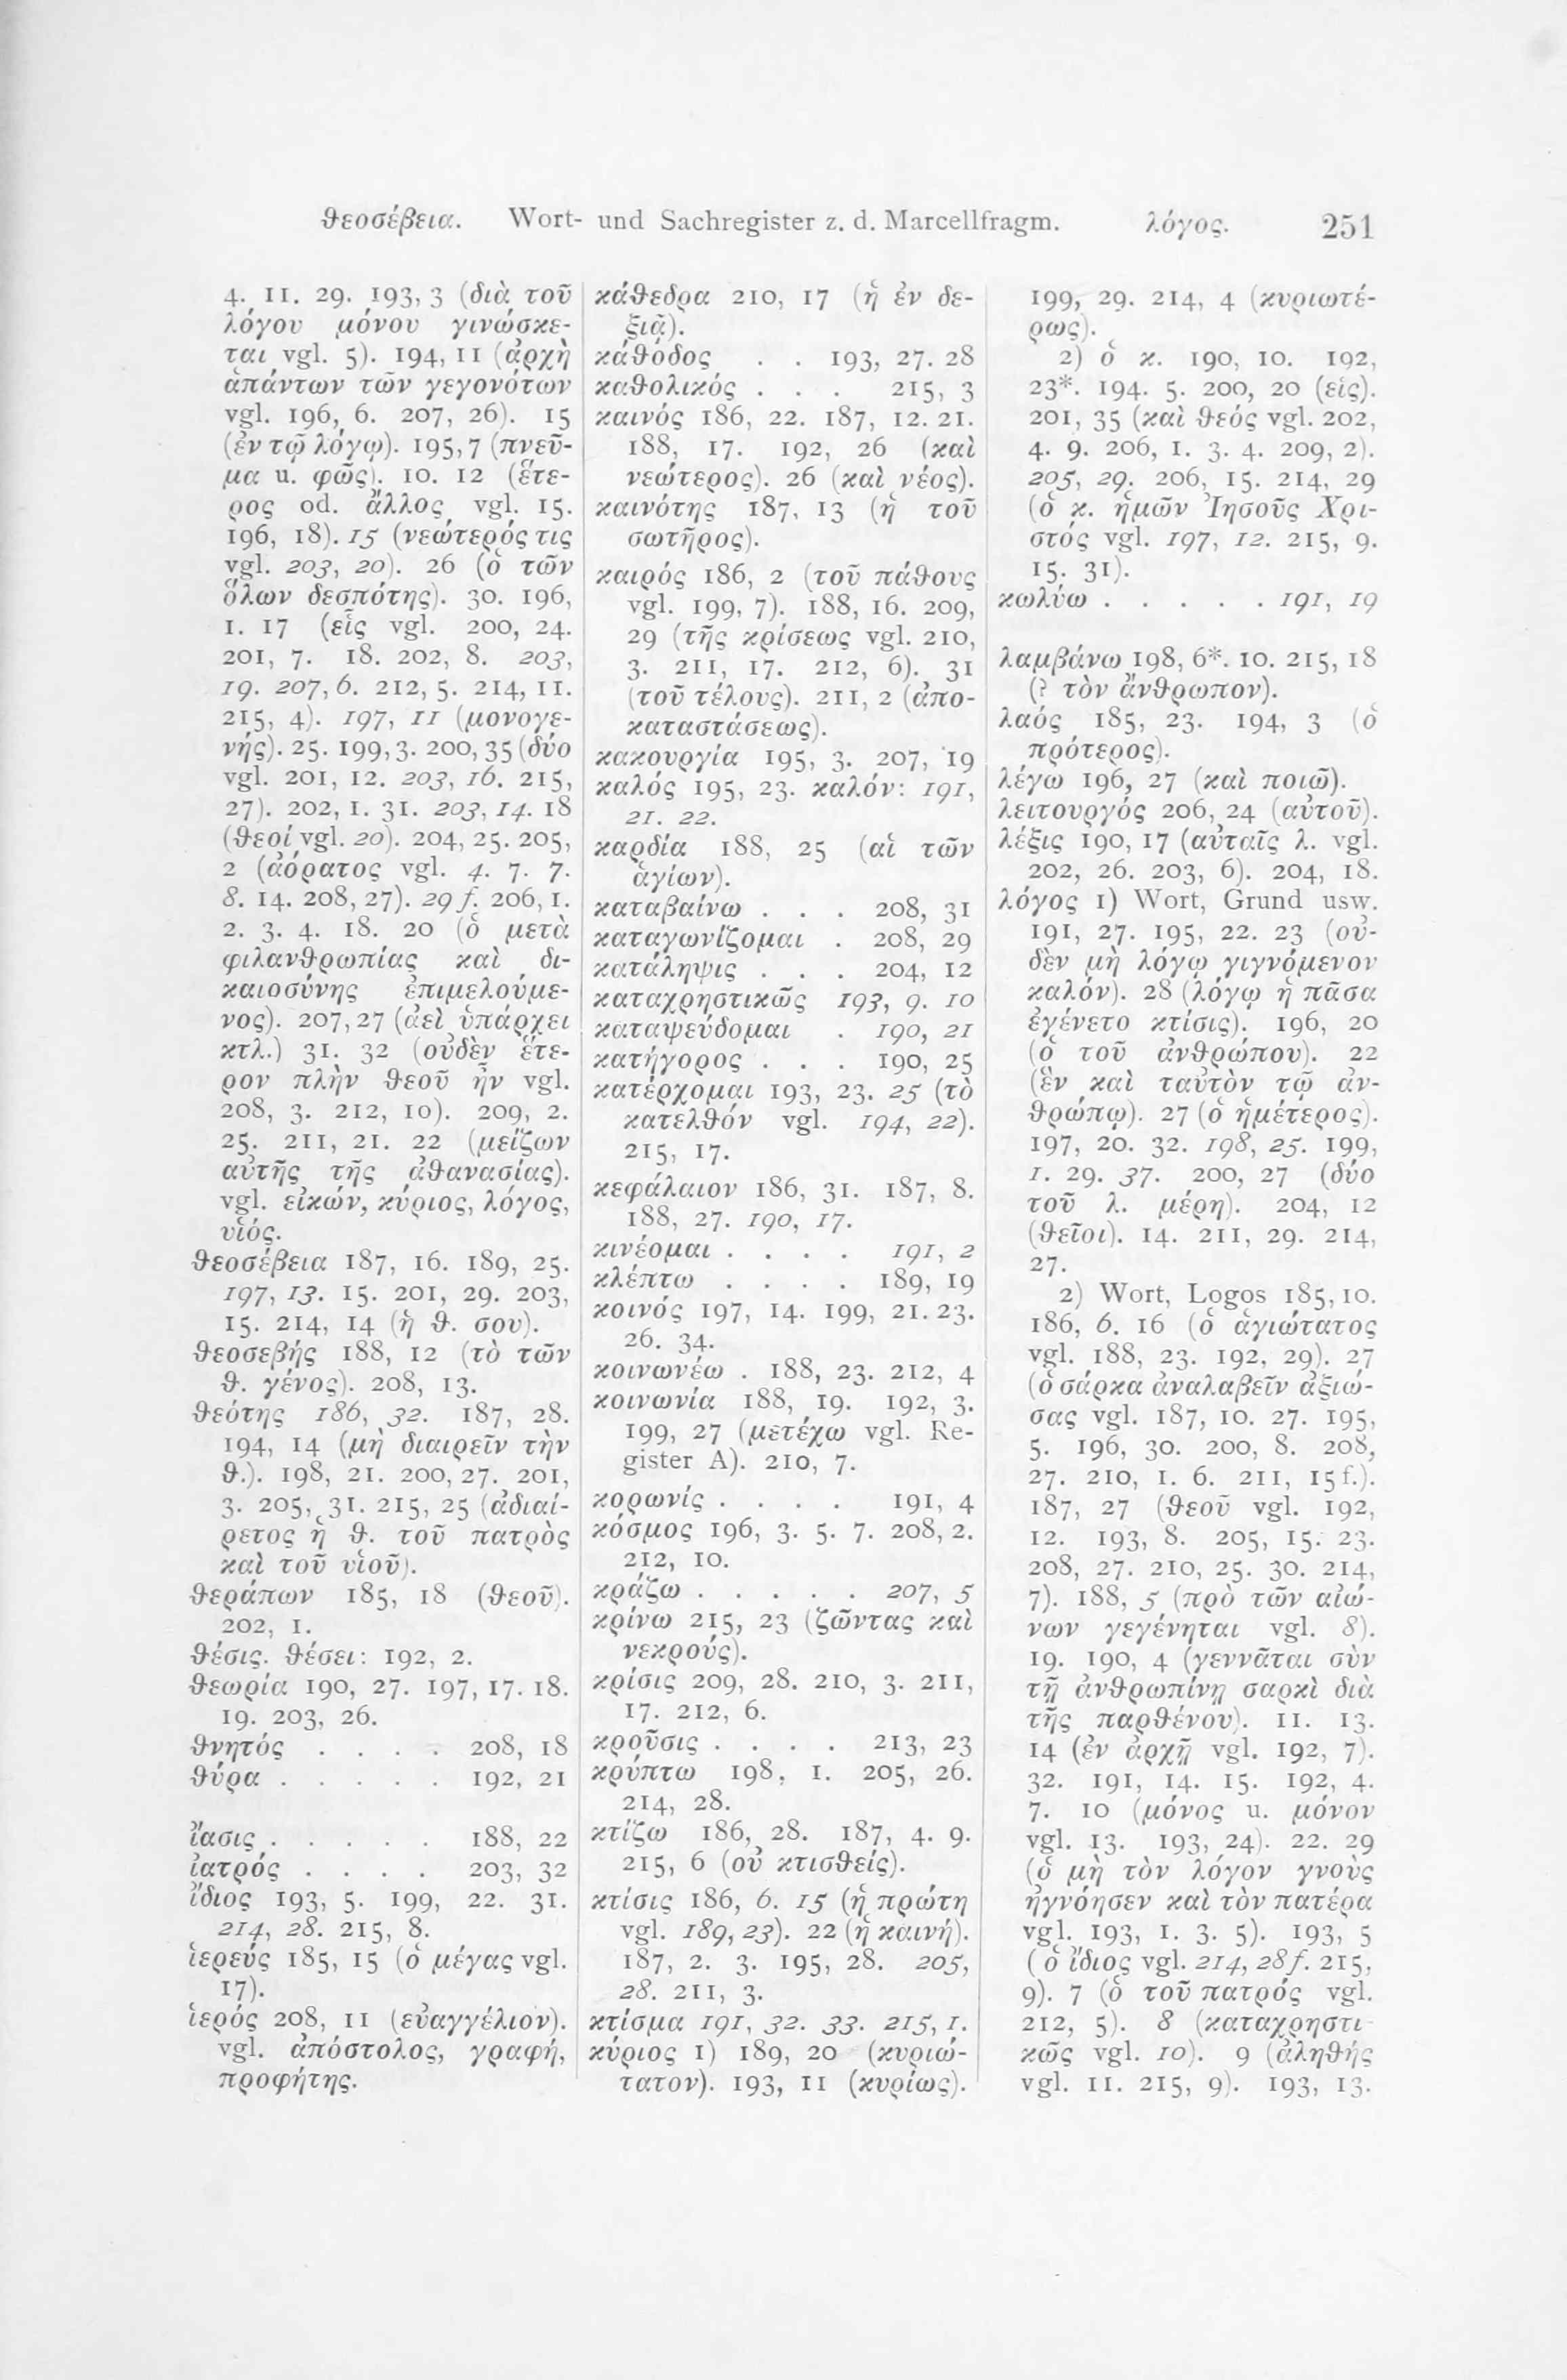 θεοσέβεια. Wort- und Sachregister z. d. Marcellfragm. λόγος. 251
4. 11. 29. 193, 3 (διὰ τοῦ
λόγου μόνου γινώσκε-
ται vgl. 5). 194, 11 (ἀρχὴ
ἁπάντων τῶν γεγονότων
vgl. 196, 6. 207, 26). 15
(ἐν τῷ λόγῳ). 195, 7 (πνεῦ-
μα u. φῶς). 10. 12 (ἕτε-
ρος od. ἄλλος vgl. 15.
196, 18). 15 (νεώτερός τις
vgl. 203, 20). 26 (ὁ τῶν
ὅλων δεσπότης). 30. 196,
1. 17 (εἷς vgl. 200, 24.
201, 7. 18. 202, 8. 203,
19. 207, 6. 212, 5. 214, 11.
215, 4). 197, 11 (μονογε-
νής). 25. 199, 3. 200, 35 (δύο
vgl. 201, 12. 203, 16. 215,
27). 202, 1. 31. 203, 14. 18
(θεοί vgl. 20). 204, 25. 205,
2 (ἀόρατος vgl. 4. 7. 7.
8. 14. 208, 27). 29 f. 206, 1.
2. 3. 4. 18. 20 (ὁ μετὰ
φιλανθρωπίας καὶ δι-
καιοσύνης ἐπιμελούμε-
νος). 207, 27 (ἀεὶ ὑπάρχει
κτλ.) 31. 32 (οὐδὲν ἕτε-
ρον πλὴν θεοῦ ἦν vgl.
208, 3. 212, 10). 209, 2.
25. 211, 21. 22 (μείζων
αὐτῆς τῆς ἀθανασίας).
vgl. εἰκών, κύριος, λόγος,
υἱός.
θεοσέβεια 187, 16. 189, 25.
197, 13. 15. 201, 29. 203,
15. 214, 14 (ἡ θ. σου).
θεοσεβής 188, 12 (τὸ τῶν
θ. γένος). 208, 13.
θεότης 186, 32. 187, 28.
194, 14 (μὴ διαιρεῖν τὴν
θ.). 198, 21. 200, 27. 201,
3. 205, 31. 215, 25 (ἀδιαί-
ρετος ἡ θ. τοῦ πατρὸς
καὶ τοῦ υἱοῦ).
θεράπων 185, 18 (θεοῦ).
202, 1.
θέσις. θέσει: 192, 2.
θεωρία 190, 27. 197, 17. 18.
19. 203, 26.
θνητός . . . . 208, 18
θύρα . . . . . 192, 21
ἴασις . . . . . 188, 22
ἰατρός . . . . 203, 32
ἴδιος 193, 5. 199, 22. 31.
214, 28. 215, 8.
ἱερεύς 185, 15 (ὁ μέγας vgl.
17).
ἱερός 208, 11 (εὐαγγέλιον).
vgl. ἀπόστολος, γραφή,
προφήτης.
κάθεδρα 210, 17 (ἡ ἐν δε-
ξιᾷ).
κάθοδος . . 193, 27. 28
καθολικός . . . 215, 3
καινός 186, 22. 187, 12. 21.
188, 17. 192, 26 (καὶ
νεώτερος). 26 (καὶ νέος).
καινότης 187, 13 (ἡ τοῦ
σωτῆρος).
καιρός 186, 2 (τοῦ πάθους
vgl. 199, 7). 188, 16. 209,
29 (τῆς κρίσεως vgl. 210,
3. 211, 17. 212, 6). 31
(τοῦ τέλους). 211, 2 (ἀπο-
καταστάσεως).
κακουργία 195, 3. 207, 19
καλός 195, 23. καλόν: 191,
21. 22.
καρδία 188, 25 (αἱ τῶν
ἁγίων).
καταβαίνω . . . 208, 31
καταγωνίζομαι . 208, 29
κατάληψις . . . 204, 12
καταχρηστικῶς 193, 9. 10
καταψεύδομαι . 190, 21
κατήγορος . . . 190, 25
κατέρχομαι 193, 23. 25 (τὸ
κατελθόν vgl. 194, 22).
215, 17.
κεφάλαιον 186, 31. 187, 8.
188, 27. 190, 17.
κινέομαι . . . . 191, 2
κλέπτω . . . . 189, 19
κοινός 197, 14. 199, 21. 23.
26. 34.
κοινωνέω . 188, 23. 212, 4
κοινωνία 188, 19. 192, 3.
199, 27 (μετέχω vgl. Re-
gister A). 210, 7.
κορωνίς . . . . 191, 4
κόσμος 196, 3. 5. 7. 208, 2.
212, 10.
κράζω . . . . . 207, 5
κρίνω 215, 23 (ζῶντας καὶ
νεκρούς).
κρίσις 209, 28. 210, 3. 211,
17. 212, 6.
κροῦσις . . . . 213, 23
κρύπτω 198, 1. 205, 26.
214, 28.
κτίζω 186, 28. 187, 4. 9.
215, 6 (οὐ κτισθείς).
κτίσις 186, 6. 15 (ἡ πρώτη
vgl. 189, 23). 22 (ἡ καινή).
187, 2. 3. 195, 28. 205,
28. 211, 3.
κτίσμα 191, 32. 33. 215, 1.
κύριος 1) 189, 20 (κυριώ-
τατον). 193, 11 (κυρίως).
199, 29. 214, 4 (κυριωτέ-
ρως).
2) ὁ κ. 190, 10. 192,
23*. 194. 5. 200, 20 (εἷς).
201, 35 (καὶ θεός vgl. 202,
4. 9. 206, 1. 3. 4. 209, 2).
205, 29. 206, 15. 214, 29
(ὁ κ. ἡμῶν Ἰησοῦς Χρι-
στός vgl. 197, 12. 215, 9.
15. 31).
κωλύω . . . . . 191, 19
λαμβάνω 198, 6*. 10. 215, 18
(? τὸν ἄνθρωπον).
λαός 185, 23. 194, 3 (ὁ
πρότερος).
λέγω 196, 27 (καὶ ποιῶ).
λειτουργός 206, 24 (αὐτοῦ).
λέξις 190, 17 (αὐταῖς λ. vgl.
202, 26. 203, 6). 204, 18.
λόγος 1) Wort, Grund usw.
191, 27. 195, 22. 23 (οὐ-
δὲν μὴ λόγῳ γιγνόμενον
καλόν). 28 (λόγῳ ἡ πᾶσα
ἐγένετο κτίσις). 196, 20
(ὁ τοῦ ἀνθρώπου). 22
(ἓν καὶ ταὐτὸν τῷ ἀν-
θρώπῳ). 27 (ὁ ἡμέτερος).
197, 20. 32. 198, 25. 199,
1. 29. 37. 200, 27 (δύο
τοῦ λ. μέρη). 204, 12
(θεῖοι). 14. 211, 29. 214,
27.
2) Wort, Logos 185, 10.
186, 6. 16 (ὁ ἁγιώτατος
vgl. 188, 23. 192, 29). 27
(ὁ σάρκα ἀναλαβεῖν ἀξιώ-
σας vgl. 187, 10. 27. 195,
5. 196, 30. 200, 8. 208,
27. 210, 1. 6. 211, 15 f.).
187, 27 (θεοῦ vgl. 192,
12. 193, 8. 205, 15. 23.
208, 27. 210, 25. 30. 214,
7). 188, 5 (πρὸ τῶν αἰώ-
νων γεγένηται vgl. 8).
19. 190, 4 (γεννᾶται σὺν
τῇ ἀνθρωπίνῃ σαρκὶ διὰ
τῆς παρθένου). 11. 13.
14 (ἐν ἀρχῇ vgl. 192, 7).
32. 191, 14. 15. 192, 4.
7. 10 (μόνος u. μόνον
vgl. 13. 193, 24). 22. 29
(ὁ μὴ τὸν λόγον γνοὺς
ἠγνόησεν καὶ τὸν πατέρα
vgl. 193, 1. 3. 5). 193, 5
(ὁ ἴδιος vgl. 214, 28 f. 215,
9). 7 (ὁ τοῦ πατρός vgl.
212, 5). 8 (καταχρηστι-
κῶς vgl. 10). 9 (ἀληθής
vgl. 11. 215, 9). 193, 13.